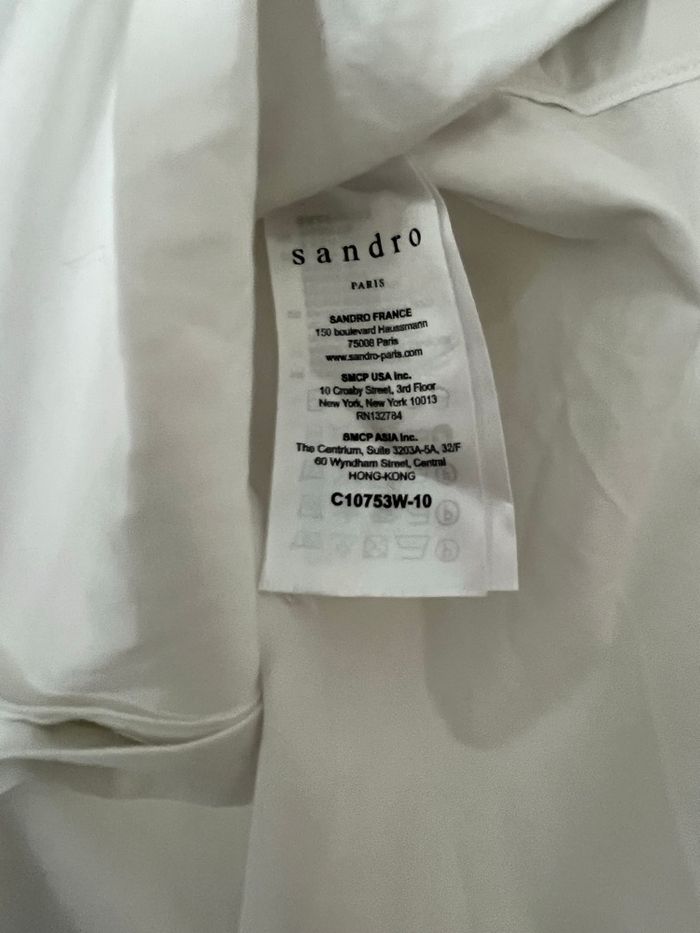 sandro
PARIS
SANDRO FRANCE
150 boulevard Haussmann
75008 Paris
www.sandro-paris.com
SMCP USA Inc.
10 Crosby Street, 3rd Floor
New York, New York 10013
RN132784
SMCP ASIA Inc.
The Centrium, Suite 3203A-5A, 32/F
60 Wyndham Street, Central
HONG-KONG
C10753W-10